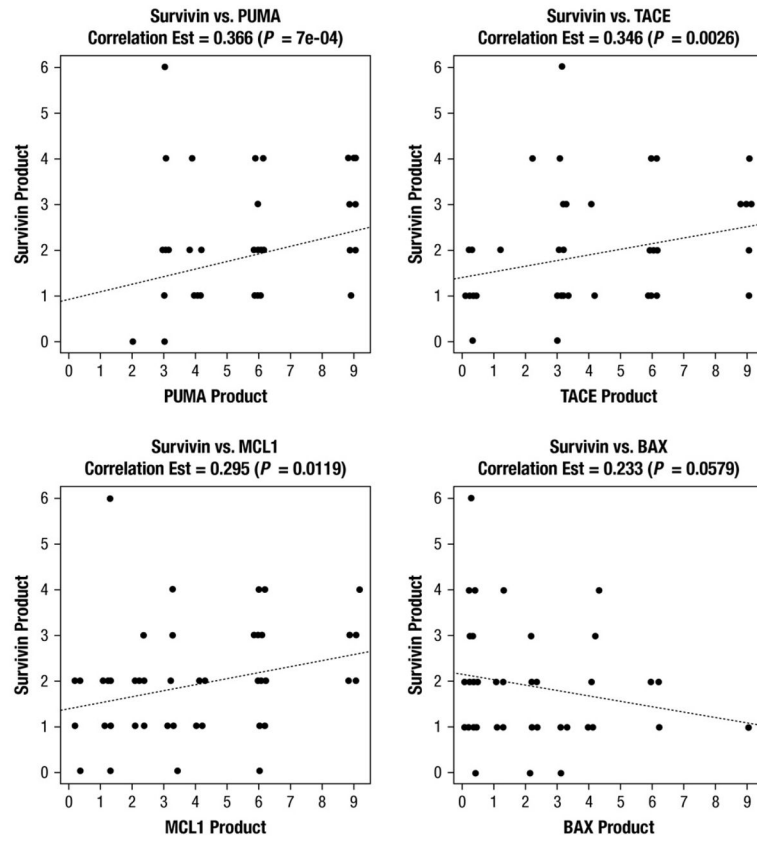 Survivin vs. PUMA
Correlation Est = 0.366 (P = 7e-04)
Survivin Product
6
5
4
3
2
1
0
0 1 2 3 4 5 6 7 8 9
PUMA Product
Survivin vs. TACE
Correlation Est = 0.346 (P = 0.0026)
Survivin Product
6
5
4
3
2
1
0
0 1 2 3 4 5 6 7 8 9
TACE Product
Survivin vs. MCL1
Correlation Est = 0.295 (P = 0.0119)
Survivin Product
6
5
4
3
2
1
0
0 1 2 3 4 5 6 7 8 9
MCL1 Product
Survivin vs. BAX
Correlation Est = 0.233 (P = 0.0579)
Survivin Product
6
5
4
3
2
1
0
0 1 2 3 4 5 6 7 8 9
BAX Product